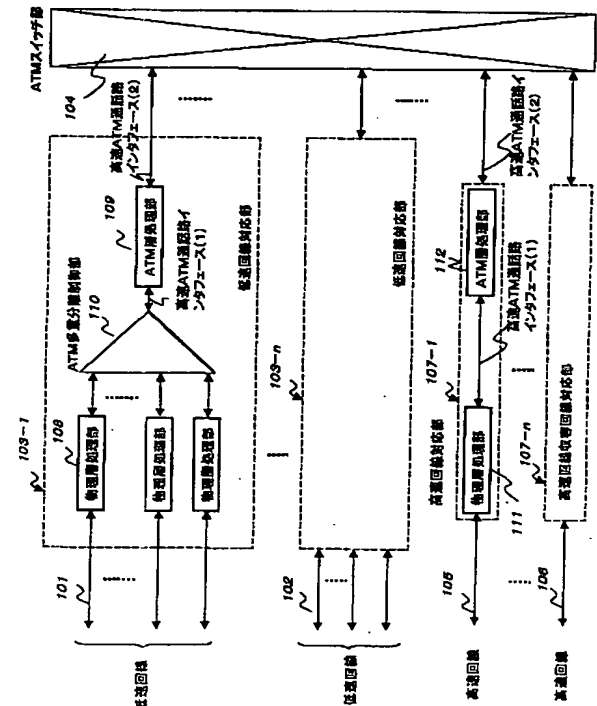 ATMスイッチ部
104
高速ATM通話路
インタフェース(2)
109
ATM層処理部
高速ATM通話路イ
ンタフェース(1)
低速回線対応部
ATM多重分離制御部
110
103-1
108
物理層処理部
物理層処理部
物理層処理部
101
低速回線
103-n
低速回線対応部
102
低速回線
高速ATM通話路イ
ンタフェース(2)
112
ATM層処理部
高速ATM通話路
インタフェース(1)
107-1
高速回線対応部
物理層処理部
111
107-n
高速回線収容回線対応部
105
高速回線
106
高速回線